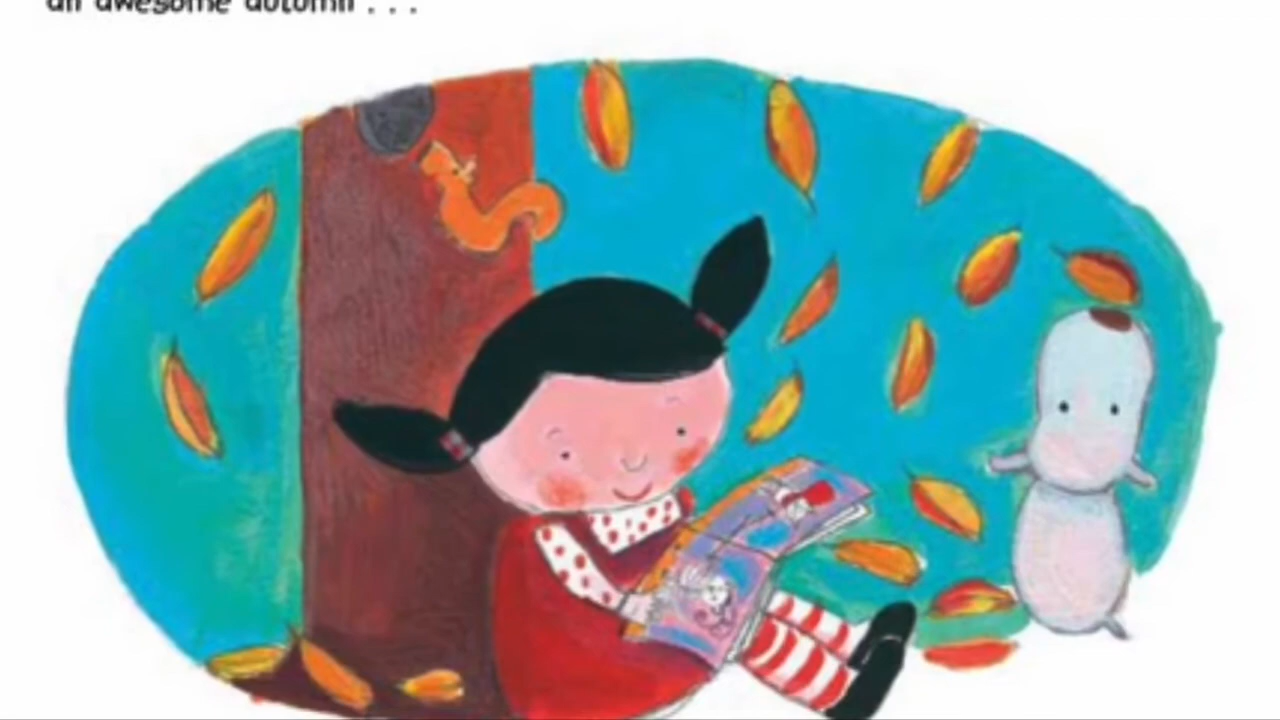 an awesome autumn . . .